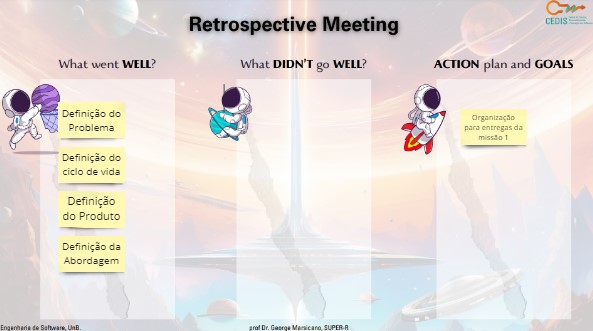 Retrospective Meeting
CEDIS
What went WELL?
What DIDN'T go WELL?
ACTION plan and GOALS
Definição do
Problema
Definição do
ciclo de vida
Definição
do Produto
Definição da
Abordagem
Organização
para entregas da
missão 1
Engenharia de Software, UnB.
prof Dr. George Marsicano, SUPER-R